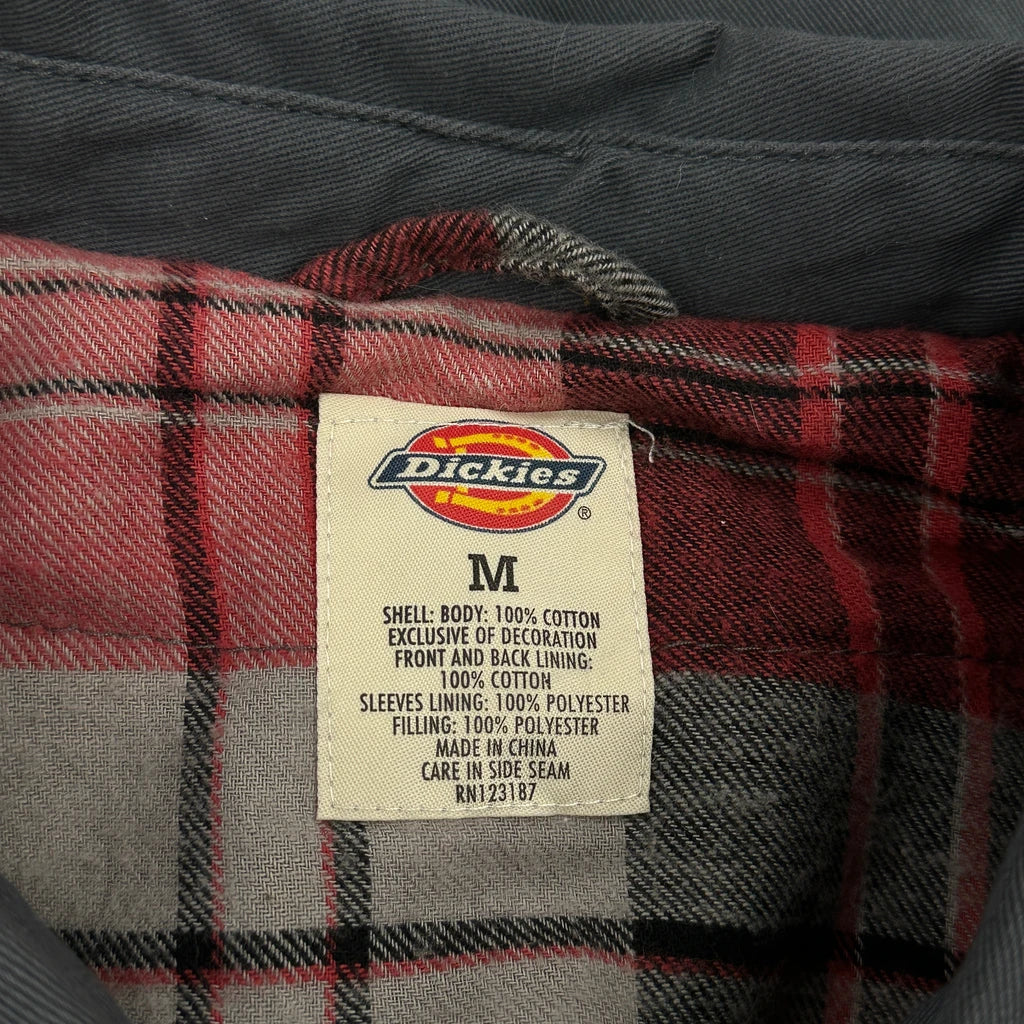 Dickies
®
M
SHELL: BODY: 100% COTTON
EXCLUSIVE OF DECORATION
FRONT AND BACK LINING:
100% COTTON
SLEEVES LINING: 100% POLYESTER
FILLING: 100% POLYESTER
MADE IN CHINA
CARE IN SIDE SEAM
RN123187